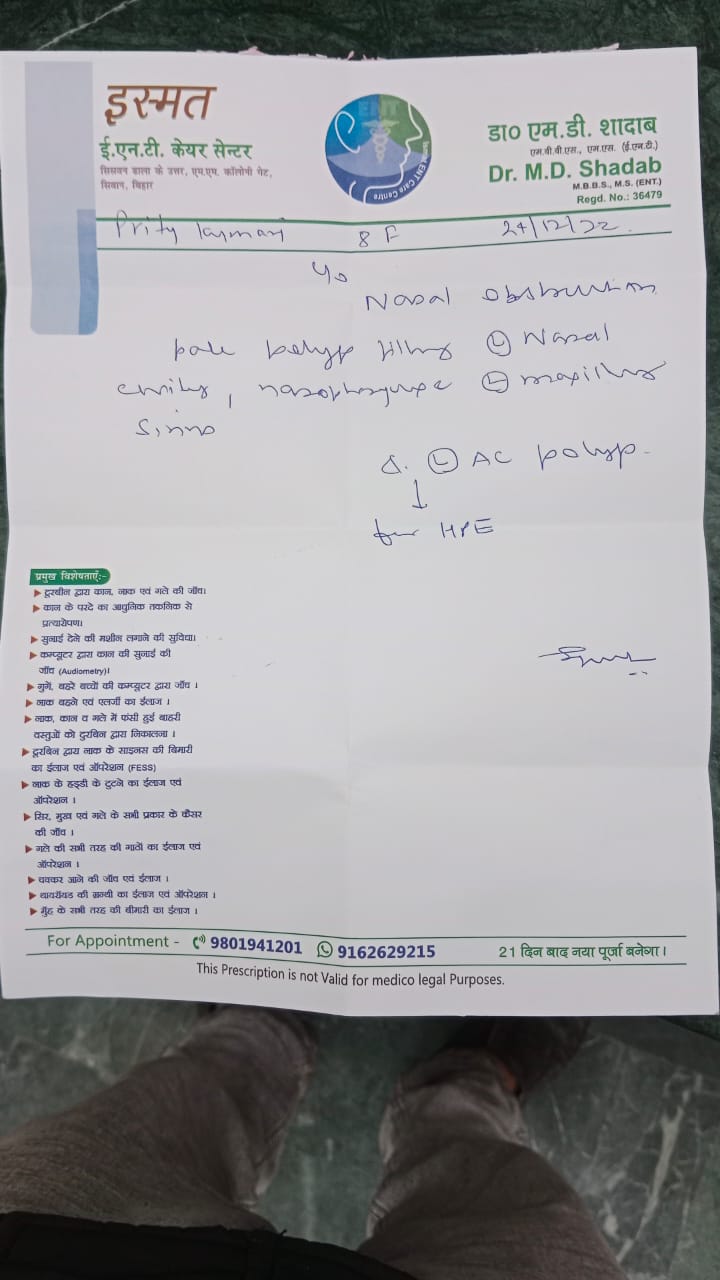 इस्मत
ई.एन.टी. केयर सेन्टर
सिसवन ढाला के उत्तर, एम.एम. कॉलोनी गेट,
सिवान, बिहार
ENT
ENT Care Centre
डा० एम.डी. शादाब
एम.बी.बी.एस., एम.एस. (ई.एन.टी.)
Dr. M.D. Shadab
M.B.B.S., M.S. (ENT.)
Regd. No.: 36479
Prity Kumari 8 F 24/12/22
Nasal obstruction
pale polyp filling (L) Nasal
cavity, nasopharynx (L) maxillary
Sinus
(L) AC polyp
for HPE
प्रमुख विशेषताएँ:-
दूरबीन द्वारा कान, नाक एवं गले की जाँच।
कान के परदे का आधुनिक तकनिक से
प्रत्यारोपण।
सुनाई देने की मशीन लगाने की सुविधा।
कम्प्यूटर द्वारा कान की सुनाई की
जाँच (Audiometry)।
गुगें, बहरे बच्चों की कम्प्यूटर द्वारा जाँच ।
नाक बहने एवं एलर्जी का ईलाज ।
नाक, कान व गले में फंसी हुई बाहरी
वस्तुओं को दुरबिन द्वारा निकालना ।
दूरबिन द्वारा नाक के साइनस की बिमारी
का ईलाज एवं ऑपरेशन (FESS)
नाक के हड्डी के टुटने का ईलाज एवं
ऑपरेशन ।
सिर, मुख एवं गले के सभी प्रकार के कैंसर
की जाँच ।
गले की सभी तरह की गाठों का ईलाज एवं
ऑपरेशन ।
चक्कर आने की जाँच एवं ईलाज ।
थायरॉयड की ग्रन्थी का ईलाज एवं ऑपरेशन ।
मुँह के सभी तरह की बीमारी का ईलाज ।
For Appointment - 9801941201 9162629215 21 दिन बाद नया पूर्जा बनेगा।
This Prescription is not Valid for medico legal Purposes.